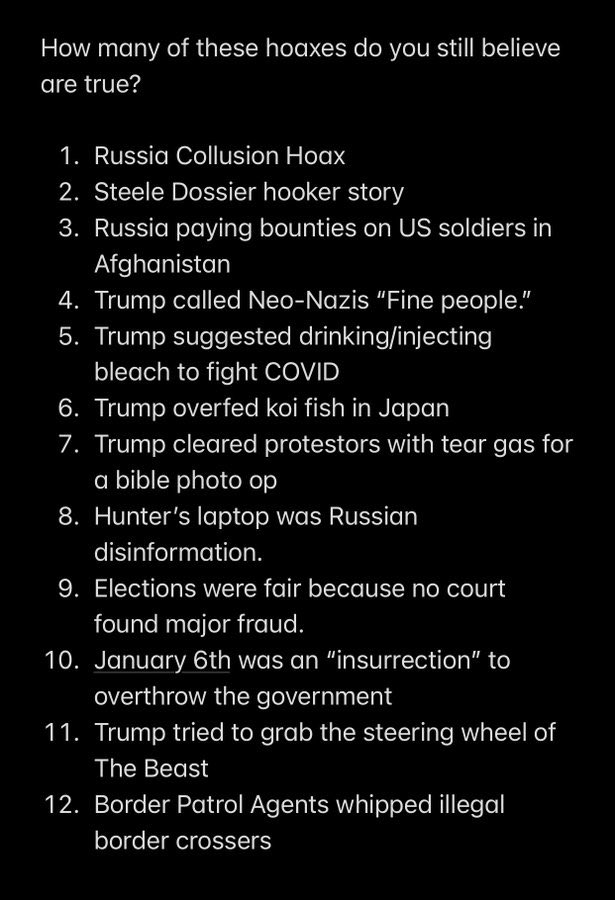 How many of these hoaxes do you still believe
are true?
1. Russia Collusion Hoax
2. Steele Dossier hooker story
3. Russia paying bounties on US soldiers in
Afghanistan
4. Trump called Neo-Nazis “Fine people.”
5. Trump suggested drinking/injecting
bleach to fight COVID
6. Trump overfed koi fish in Japan
7. Trump cleared protestors with tear gas for
a bible photo op
8. Hunter’s laptop was Russian
disinformation.
9. Elections were fair because no court
found major fraud.
10. January 6th was an “insurrection” to
overthrow the government
11. Trump tried to grab the steering wheel of
The Beast
12. Border Patrol Agents whipped illegal
border crossers